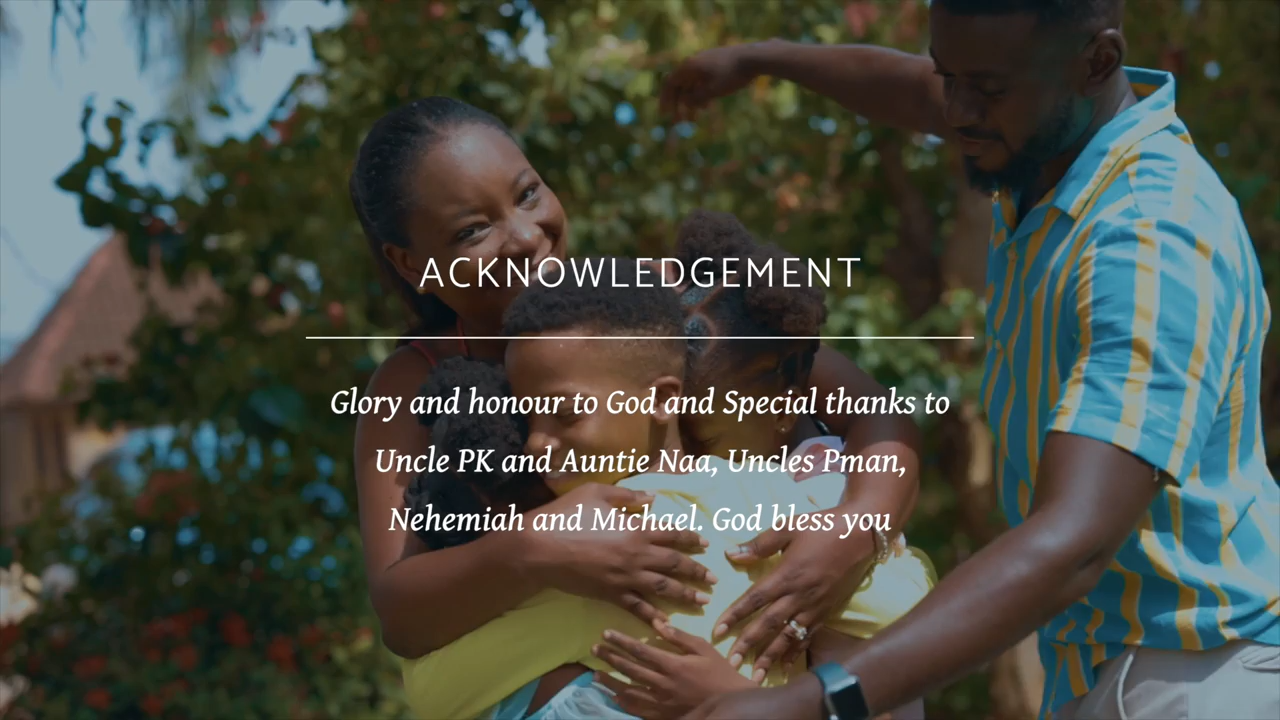 ACKNOWLEDGEMENT
Glory and honour to God and Special thanks to
Uncle PK and Auntie Naa, Uncles Pman,
Nehemiah and Michael. God bless you